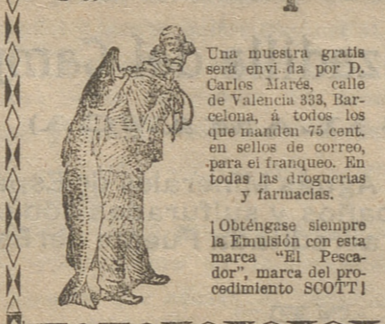 Una muestra gratis
será envi da por D.
Carlos Marés, calle
de Valencia 333, Bar-
celona, á todos los
que manden 75 cent.
en sellos de correo,
para el franqueo. En
todas las droguerias
y farmacias.
¡Obténgase siempre
la Emulsión con esta
marca "El Pesca-
dor", marca del pro-
cedimiento SCOTT!